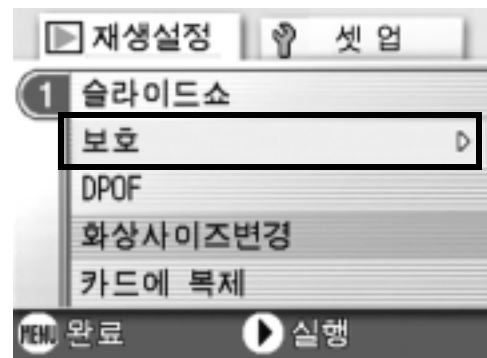 재생설정 셋 업
1 슬라이드쇼
보호
DPOF
화상사이즈변경
카드에 복제
MENU 완료 실행